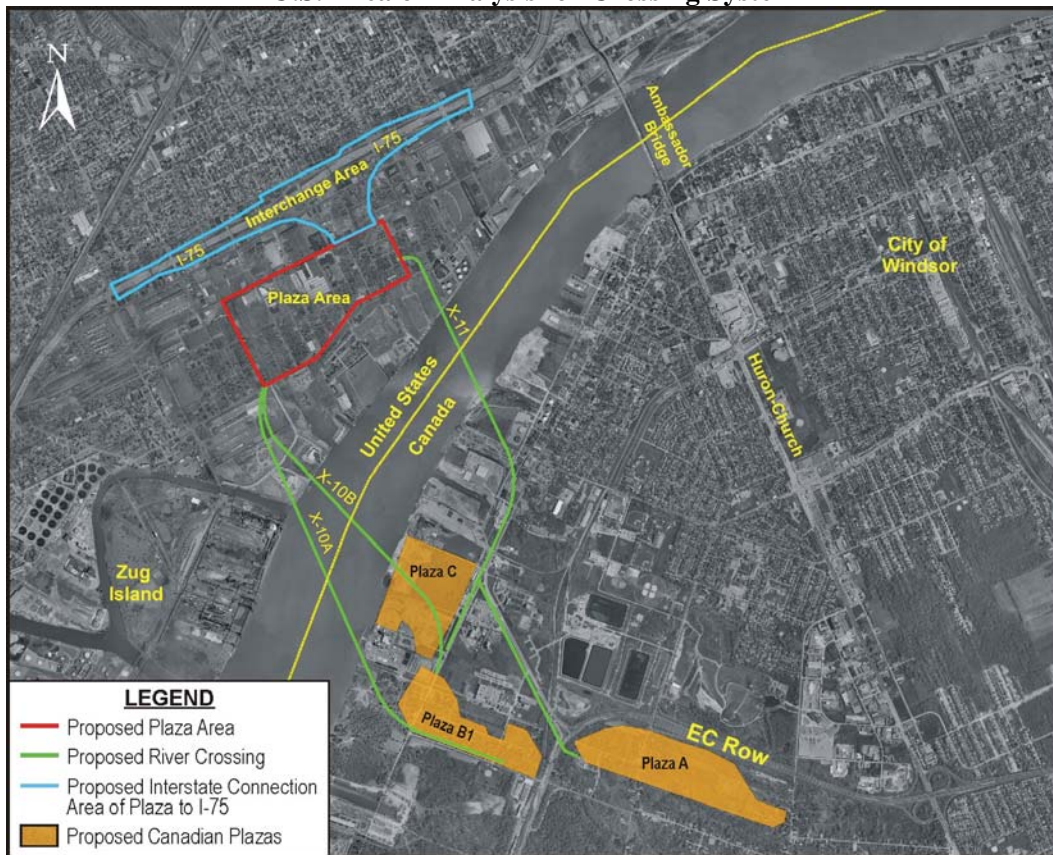 N
I-75
Interchange Area
I-75
Ambassador
Bridge
City of
Windsor
Plaza Area
X-11
United States
Canada
Huron-Church
X-10B
X-10A
Zug
Island
Plaza C
Plaza B1
EC Row
Plaza A
LEGEND
Proposed Plaza Area
Proposed River Crossing
Proposed Interstate Connection
Area of Plaza to I-75
Proposed Canadian Plazas